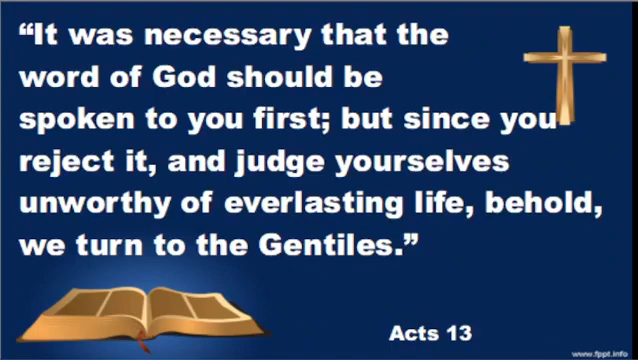 “It was necessary that the
word of God should be
spoken to you first; but since you
reject it, and judge yourselves
unworthy of everlasting life, behold,
we turn to the Gentiles.”
Acts 13
www.fppt.info